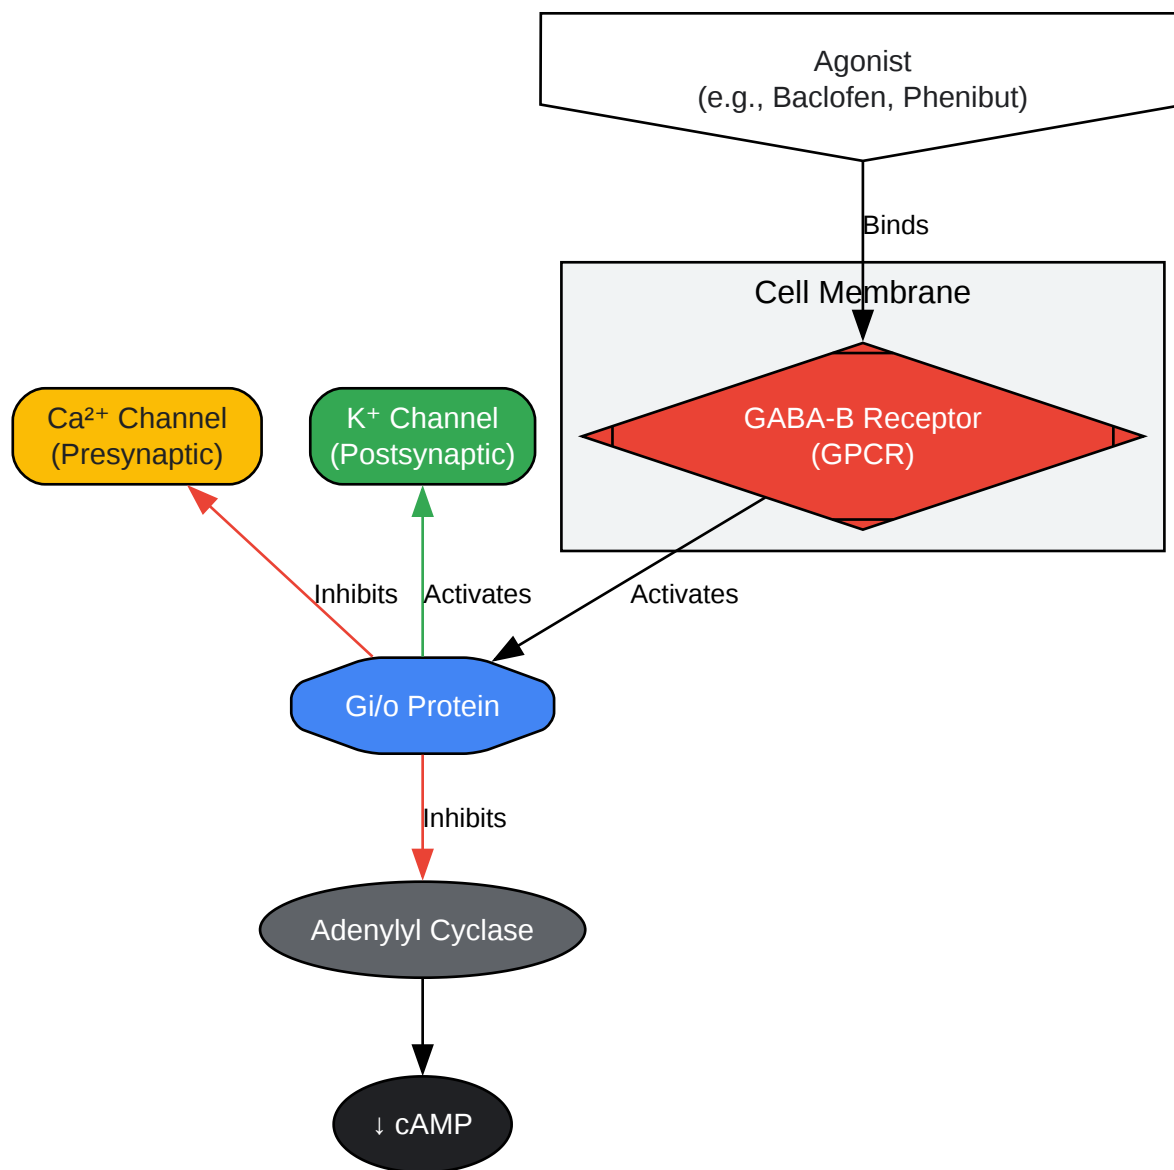 Agonist
(e.g., Baclofen, Phenibut)
Binds
Cell Membrane
GABA-B Receptor
(GPCR)
Ca²⁺ Channel
(Presynaptic)
K⁺ Channel
(Postsynaptic)
Inhibits
Activates
Activates
Gi/o Protein
Inhibits
Adenylyl Cyclase
↓ cAMP